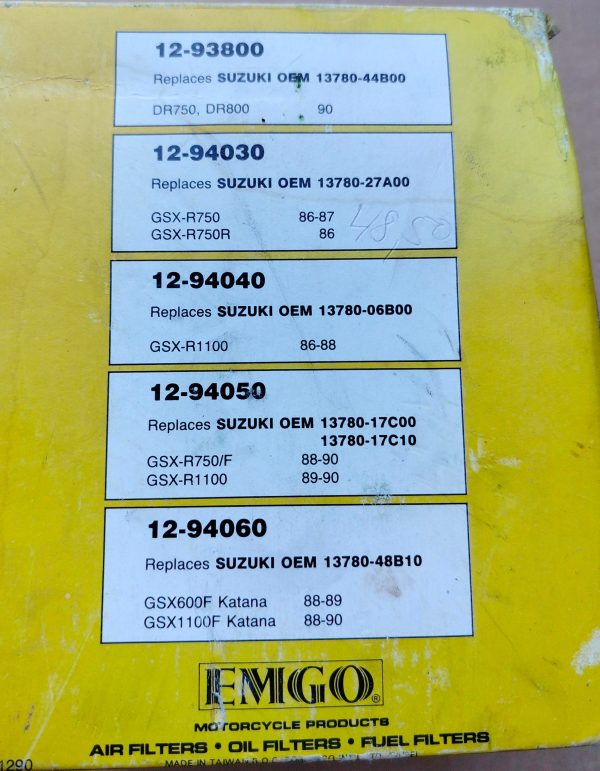 12-93800
Replaces SUZUKI OEM 13780-44B00
DR750, DR800 90
12-94030
Replaces SUZUKI OEM 13780-27A00
GSX-R750 86-87
GSX-R750R 86
12-94040
Replaces SUZUKI OEM 13780-06B00
GSX-R1100 86-88
12-94050
Replaces SUZUKI OEM 13780-17C00
13780-17C10
GSX-R750/F 88-90
GSX-R1100 89-90
12-94060
Replaces SUZUKI OEM 13780-48B10
GSX600F Katana 88-89
GSX1100F Katana 88-90
EMGO®
MOTORCYCLE PRODUCTS
AIR FILTERS • OIL FILTERS • FUEL FILTERS
1290
MADE IN TAIWAN